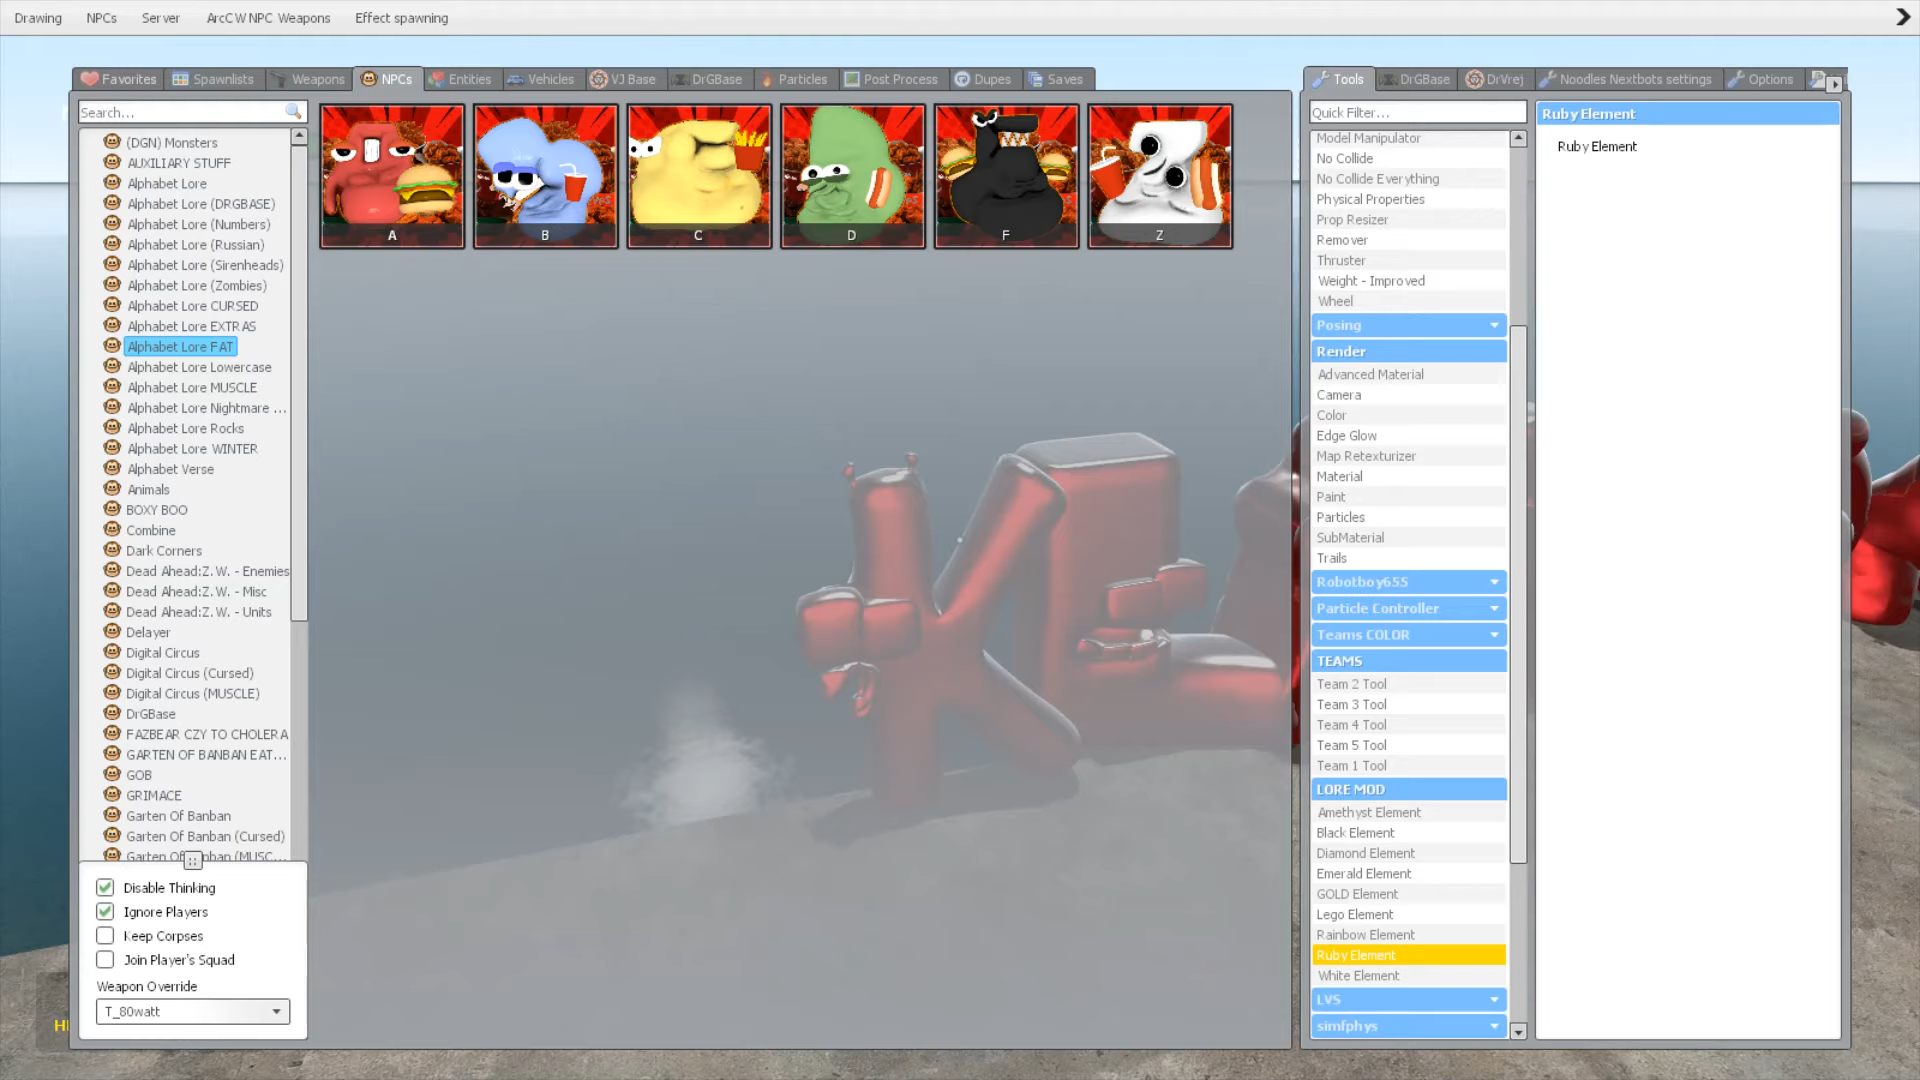 Drawing NPCs Server ArcCW NPC Weapons Effect spawning
Favorites Spawnlists Weapons NPCs Entities Vehicles VJ Base DrGBase Particles Post Process Dupes Saves
Search...
(DGN) Monsters
AUXILIARY STUFF
Alphabet Lore
Alphabet Lore (DRGBASE)
Alphabet Lore (Numbers)
Alphabet Lore (Russian)
Alphabet Lore (Sirenheads)
Alphabet Lore (Zombies)
Alphabet Lore CURSED
Alphabet Lore EXTRAS
Alphabet Lore FAT
Alphabet Lore Lowercase
Alphabet Lore MUSCLE
Alphabet Lore Nightmare ...
Alphabet Lore Rocks
Alphabet Lore WINTER
Alphabet Verse
Animals
BOXY BOO
Combine
Dark Corners
Dead Ahead:Z.W. - Enemies
Dead Ahead:Z.W. - Misc
Dead Ahead:Z.W. - Units
Delayer
Digital Circus
Digital Circus (Cursed)
Digital Circus (MUSCLE)
DrGBase
FAZBEAR CZY TO CHOLERA
GARTEN OF BANBAN EAT...
GOB
GRIMACE
Garten Of Banban
Garten Of Banban (Cursed)
Garten Of Banban (MUSC...
Disable Thinking
Ignore Players
Keep Corpses
Join Player's Squad
Weapon Override
T_80watt
A B C D F Z
Tools DrGBase DrVrej Noodles Nextbots settings Options
Quick Filter...
Model Manipulator
No Collide
No Collide Everything
Physical Properties
Prop Resizer
Remover
Thruster
Weight - Improved
Wheel
Posing
Render
Advanced Material
Camera
Color
Edge Glow
Map Retexturizer
Material
Paint
Particles
SubMaterial
Trails
Robotboy655
Particle Controller
Teams COLOR
TEAMS
Team 2 Tool
Team 3 Tool
Team 4 Tool
Team 5 Tool
Team 1 Tool
LORE MOD
Amethyst Element
Black Element
Diamond Element
Emerald Element
GOLD Element
Lego Element
Rainbow Element
Ruby Element
White Element
LVS
simfphys
Ruby Element
Ruby Element